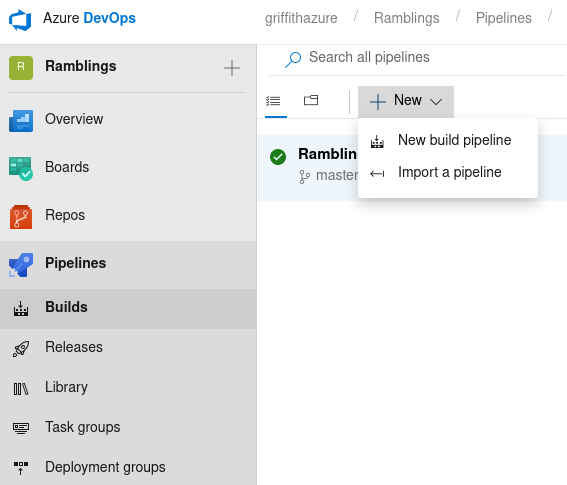 Azure DevOps
griffithazure / Ramblings / Pipelines /
R Ramblings
Search all pipelines
New
Overview
New build pipeline
Import a pipeline
Ramblin
master
Boards
Repos
Pipelines
Builds
Releases
Library
Task groups
Deployment groups